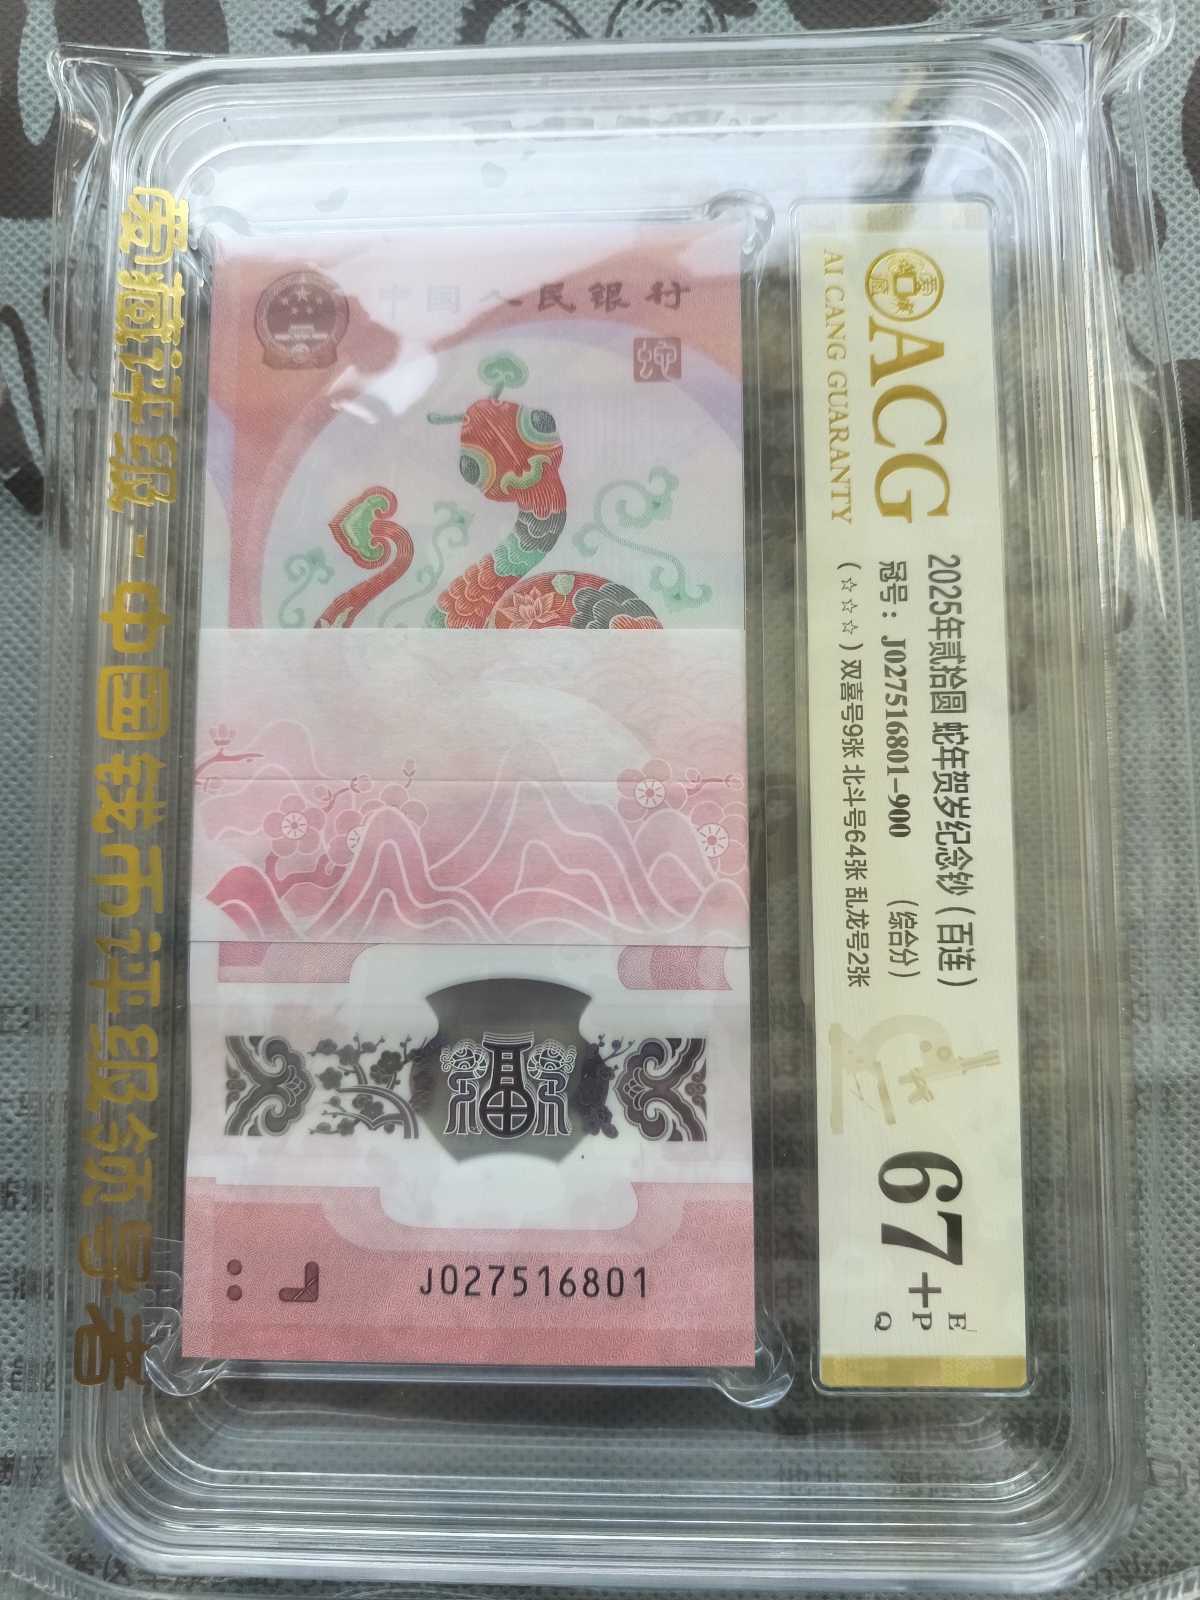 爱藏评级-中国钱币评级领导者
中國人民銀行
J027516801
ACG
AI CANG GUARANTY
2025年贰拾圆 蛇年贺岁纪念钞(百连)
冠号:J027516801-900 (综合分)
(☆☆☆)双喜号9张 北斗号64张 乱龙号2张
67+
E
P
Q